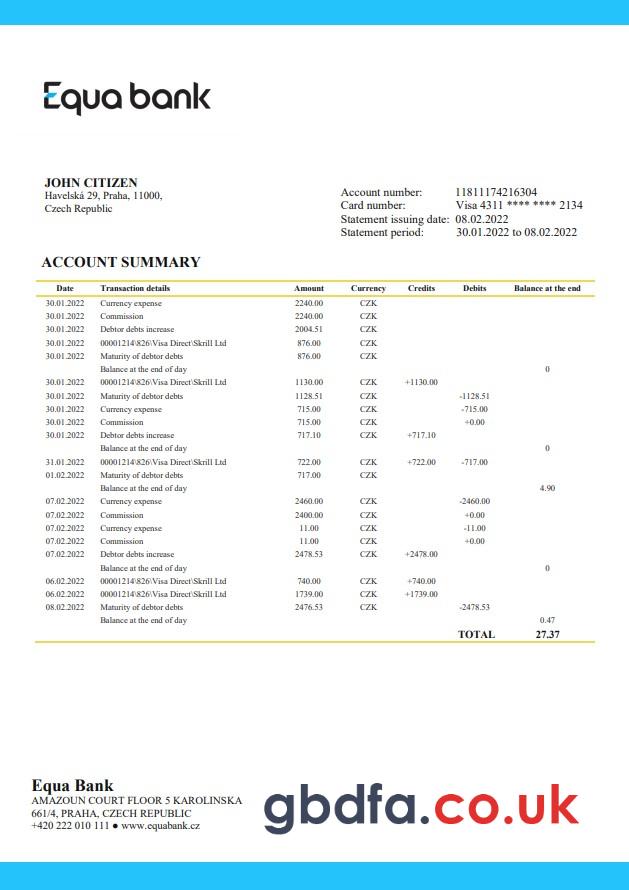 Equa bank
JOHN CITIZEN
Havelská 29, Praha, 11000,
Czech Republic
Account number: 11811174216304
Card number: Visa 4311 **** **** 2134
Statement issuing date: 08.02.2022
Statement period: 30.01.2022 to 08.02.2022
ACCOUNT SUMMARY
Date Transaction details Amount Currency Credits Debits Balance at the end
30.01.2022 Currency expense 2240.00 CZK
30.01.2022 Commission 2240.00 CZK
30.01.2022 Debtor debts increase 2004.51 CZK
30.01.2022 00001214\826\Visa Direct\Skrill Ltd 876.00 CZK
30.01.2022 Maturity of debtor debts 876.00 CZK
Balance at the end of day 0
30.01.2022 00001214\826\Visa Direct\Skrill Ltd 1130.00 CZK +1130.00
30.01.2022 Maturity of debtor debts 1128.51 CZK -1128.51
30.01.2022 Currency expense 715.00 CZK -715.00
30.01.2022 Commission 715.00 CZK +0.00
30.01.2022 Debtor debts increase 717.10 CZK +717.10
Balance at the end of day 0
31.01.2022 00001214\826\Visa Direct\Skrill Ltd 722.00 CZK +722.00 -717.00
01.02.2022 Maturity of debtor debts 717.00 CZK
Balance at the end of day 4.90
07.02.2022 Currency expense 2460.00 CZK -2460.00
07.02.2022 Commission 2400.00 CZK +0.00
07.02.2022 Currency expense 11.00 CZK -11.00
07.02.2022 Commission 11.00 CZK +0.00
07.02.2022 Debtor debts increase 2478.53 CZK +2478.00
Balance at the end of day 0
06.02.2022 00001214\826\Visa Direct\Skrill Ltd 740.00 CZK +740.00
06.02.2022 00001214\826\Visa Direct\Skrill Ltd 1739.00 CZK +1739.00
08.02.2022 Maturity of debtor debts 2476.53 CZK -2478.53
Balance at the end of day 0.47
TOTAL 27.37
Equa Bank
AMAZOUN COURT FLOOR 5 KAROLINSKA
661/4, PRAHA, CZECH REPUBLIC
+420 222 010 111 ● www.equabank.cz
gbdfa.co.uk